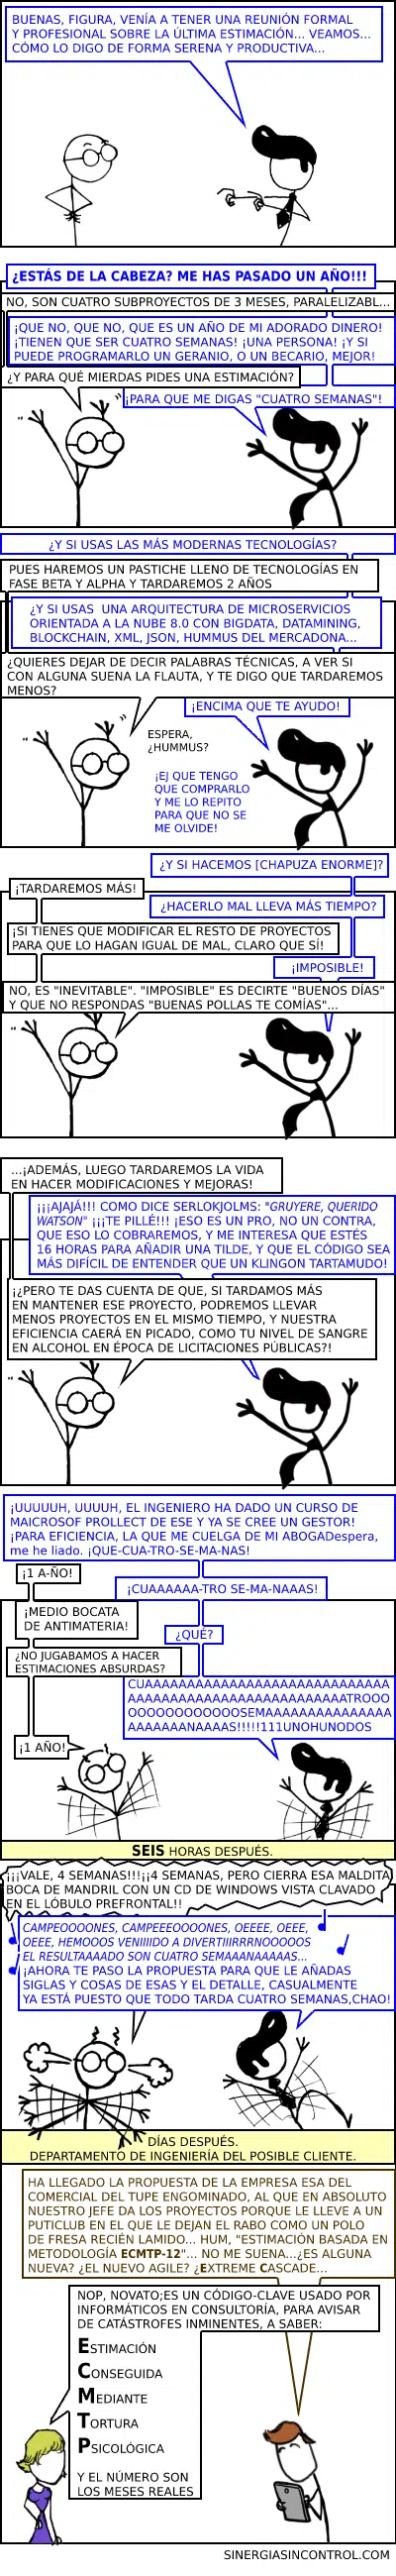 BUENAS, FIGURA, VENÍA A TENER UNA REUNIÓN FORMAL
Y PROFESIONAL SOBRE LA ÚLTIMA ESTIMACIÓN... VEAMOS...
CÓMO LO DIGO DE FORMA SERENA Y PRODUCTIVA...
¿ESTÁS DE LA CABEZA? ME HAS PASADO UN AÑO!!!
NO, SON CUATRO SUBPROYECTOS DE 3 MESES, PARALELIZABL...
¡QUE NO, QUE NO, QUE ES UN AÑO DE MI ADORADO DINERO!
¡TIENEN QUE SER CUATRO SEMANAS! ¡UNA PERSONA! ¡Y SI
PUEDE PROGRAMARLO UN GERANIO, O UN BECARIO, MEJOR!
¿Y PARA QUÉ MIERDAS PIDES UNA ESTIMACIÓN?
¡PARA QUE ME DIGAS "CUATRO SEMANAS"!
¿Y SI USAS LAS MÁS MODERNAS TECNOLOGÍAS?
PUES HAREMOS UN PASTICHE LLENO DE TECNOLOGÍAS EN
FASE BETA Y ALPHA Y TARDAREMOS 2 AÑOS
¿Y SI USAS UNA ARQUITECTURA DE MICROSERVICIOS
ORIENTADA A LA NUBE 8.0 CON BIGDATA, DATAMINING,
BLOCKCHAIN, XML, JSON, HUMMUS DEL MERCADONA...
¿QUIERES DEJAR DE DECIR PALABRAS TÉCNICAS, A VER SI
CON ALGUNA SUENA LA FLAUTA, Y TE DIGO QUE TARDAREMOS
MENOS?
¡ENCIMA QUE TE AYUDO!
ESPERA,
¿HUMMUS?
¡EJ QUE TENGO
QUE COMPRARLO
Y ME LO REPITO
PARA QUE NO SE
ME OLVIDE!
¿Y SI HACEMOS [CHAPUZA ENORME]?
¡TARDAREMOS MÁS!
¿HACERLO MAL LLEVA MÁS TIEMPO?
¡SI TIENES QUE MODIFICAR EL RESTO DE PROYECTOS
PARA QUE LO HAGAN IGUAL DE MAL, CLARO QUE SÍ!
¡IMPOSIBLE!
NO, ES "INEVITABLE". "IMPOSIBLE" ES DECIRTE "BUENOS DÍAS"
Y QUE NO RESPONDAS "BUENAS POLLAS TE COMÍAS"...
...¡ADEMÁS, LUEGO TARDAREMOS LA VIDA
EN HACER MODIFICACIONES Y MEJORAS!
¡¡¡AJAJÁ!!! COMO DICE SERLOKJOLMS: "GRUYERE, QUERIDO
WATSON" ¡¡¡TE PILLÉ!!! ¡ESO ES UN PRO, NO UN CONTRA,
QUE ESO LO COBRAREMOS, Y ME INTERESA QUE ESTÉS
16 HORAS PARA AÑADIR UNA TILDE, Y QUE EL CÓDIGO SEA
MÁS DIFÍCIL DE ENTENDER QUE UN KLINGON TARTAMUDO!
¡¿PERO TE DAS CUENTA DE QUE, SI TARDAMOS MÁS
EN MANTENER ESE PROYECTO, PODREMOS LLEVAR
MENOS PROYECTOS EN EL MISMO TIEMPO, Y NUESTRA
EFICIENCIA CAERÁ EN PICADO, COMO TU NIVEL DE SANGRE
EN ALCOHOL EN ÉPOCA DE LICITACIONES PÚBLICAS?!
¡UUUUUH, UUUUH, EL INGENIERO HA DADO UN CURSO DE
MAICROSOF PROLLECT DE ESE Y YA SE CREE UN GESTOR!
¡PARA EFICIENCIA, LA QUE ME CUELGA DE MI ABOGADespera,
me he liado. ¡QUE-CUA-TRO-SE-MA-NAS!
¡1 A-ÑO!
¡CUAAAAAA-TRO SE-MA-NAAAS!
¡MEDIO BOCATA
DE ANTIMATERIA!
¿QUÉ?
¿NO JUGABAMOS A HACER
ESTIMACIONES ABSURDAS?
CUAAAAAAAAAAAAAAAAAAAAAAAAAAAAA
AAAAAAAAAAAAAAAAAAAAAAAAAAATROOO
OOOOOOOOOOOOSEMAAAAAAAAAAAAAAA
AAAAAAANAAAAS!!!!!111UNOHUNODOS
¡1 AÑO!
SEIS HORAS DESPUÉS.
¡¡¡VALE, 4 SEMANAS!!!¡¡4 SEMANAS, PERO CIERRA ESA MALDITA
BOCA DE MANDRIL CON UN CD DE WINDOWS VISTA CLAVADO
EN EL LÓBULO PREFRONTAL!!
CAMPEOOOONES, CAMPEEEOOOONES, OEEEE, OEEE,
OEEE, HEMOOOS VENIIIIDO A DIVERTIIIRRRNOOOOOS
EL RESULTAAAADO SON CUATRO SEMAAANAAAAAS...
¡AHORA TE PASO LA PROPUESTA PARA QUE LE AÑADAS
SIGLAS Y COSAS DE ESAS Y EL DETALLE, CASUALMENTE
YA ESTÁ PUESTO QUE TODO TARDA CUATRO SEMANAS,CHAO!
DÍAS DESPUÉS.
DEPARTAMENTO DE INGENIERÍA DEL POSIBLE CLIENTE.
HA LLEGADO LA PROPUESTA DE LA EMPRESA ESA DEL
COMERCIAL DEL TUPE ENGOMINADO, AL QUE EN ABSOLUTO
NUESTRO JEFE DA LOS PROYECTOS PORQUE LE LLEVE A UN
PUTICLUB EN EL QUE LE DEJAN EL RABO COMO UN POLO
DE FRESA RECIÉN LAMIDO... HUM, "ESTIMACIÓN BASADA EN
METODOLOGÍA ECMTP-12"... NO ME SUENA...¿ES ALGUNA
NUEVA? ¿EL NUEVO AGILE? ¿EXTREME CASCADE...
NOP, NOVATO;ES UN CÓDIGO-CLAVE USADO POR
INFORMÁTICOS EN CONSULTORÍA, PARA AVISAR
DE CATÁSTROFES INMINENTES, A SABER:
ESTIMACIÓN
CONSEGUIDA
MEDIANTE
TORTURA
PSICOLÓGICA
Y EL NÚMERO SON
LOS MESES REALES
SINERGIASINCONTROL.COM